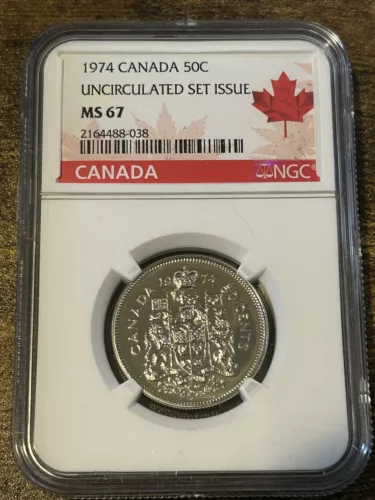 1974 CANADA 50C
UNCIRCULATED SET ISSUE
MS 67
2164488-038
CANADA
NGC
CANADA 1974 50 CENTS